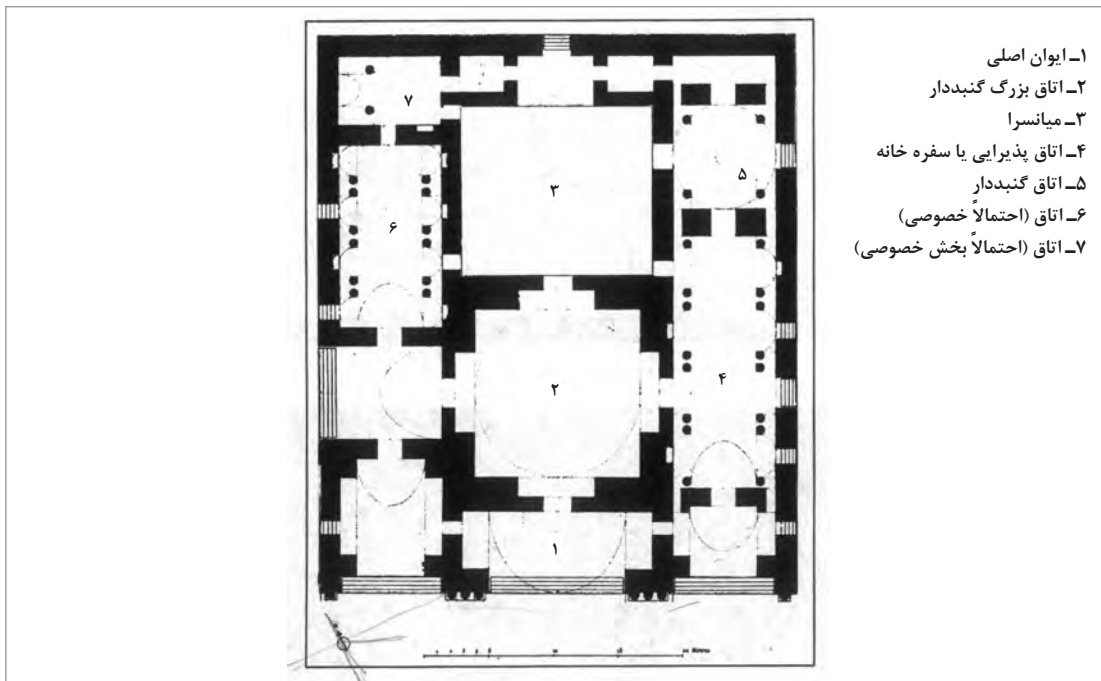 ۱ـ ایوان اصلی
۲ـ اتاق بزرگ گنبددار
۳ـ میانسرا
۴ـ اتاق پذیرایی یا سفره خانه
۵ـ اتاق گنبددار
۶ـ اتاق (احتمالاً خصوصی)
۷ـ اتاق (احتمالاً بخش خصوصی)
۷
۵
۳
۶
۲
۴
۱